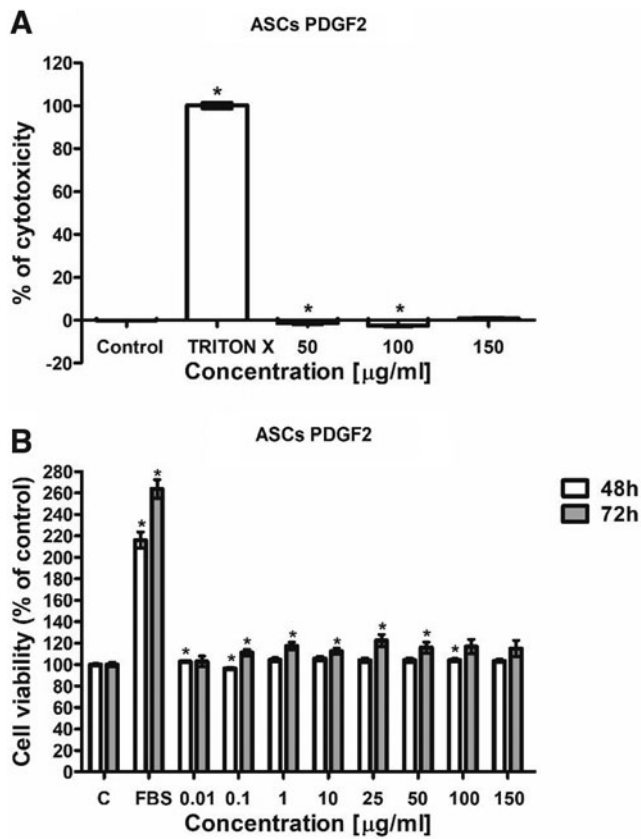 A
ASCs PDGF2
% of cytotoxicity
120
100
80
60
40
20
0
-20
*
*
*
Control TRITON X 50 100 150
Concentration [μg/ml]
B
ASCs PDGF2
Cell viability (% of control)
280
260
240
220
200
180
160
140
120
100
80
60
40
20
0
* * * * * * * * * *
C FBS 0.01 0.1 1 10 25 50 100 150
Concentration [μg/ml]
48h
72h